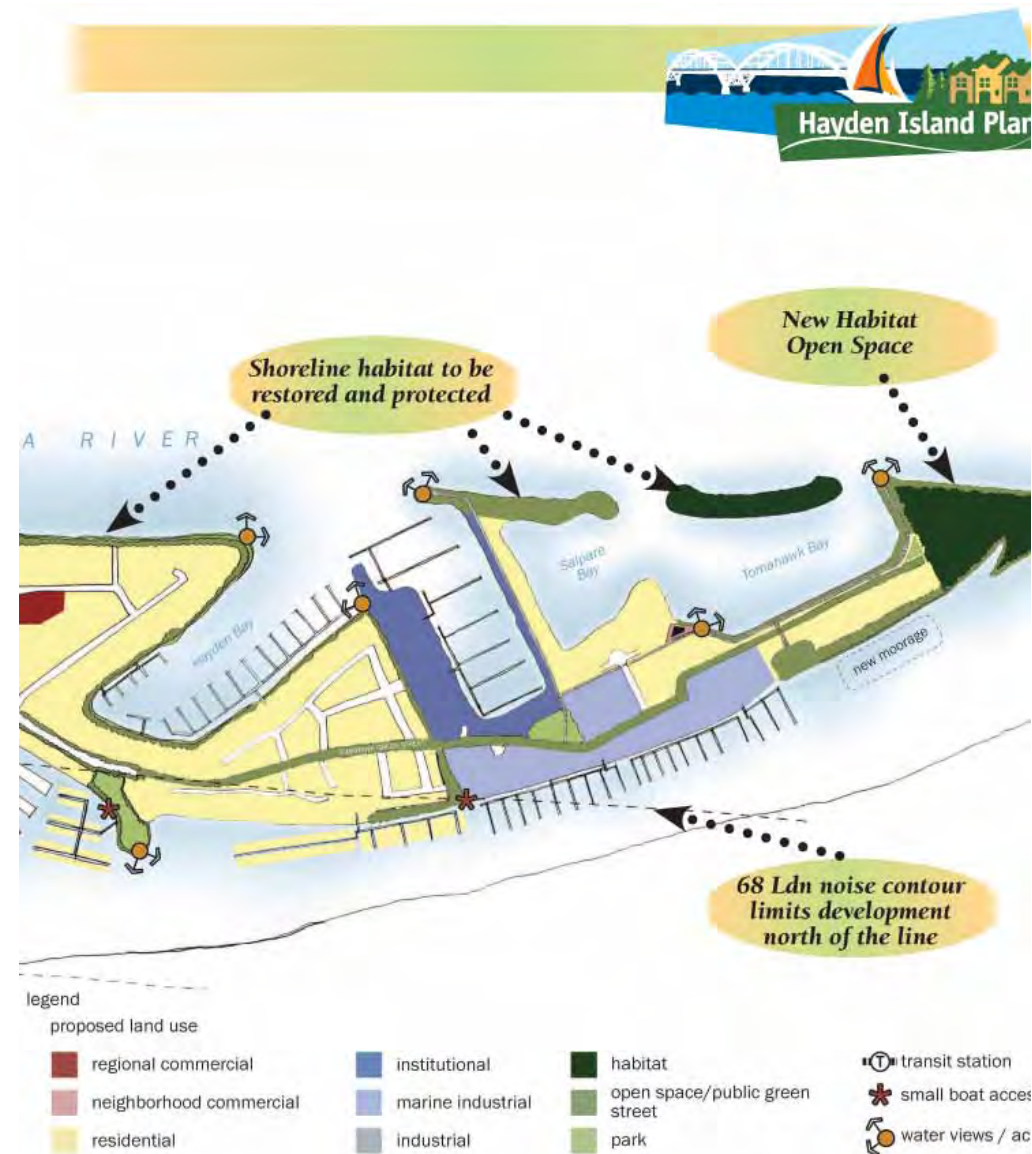 Hayden Island Plan
New Habitat
Open Space
Shoreline habitat to be
restored and protected
A RIVER
Salpare
Bay
Tomahawk Bay
Hayden Bay
new moorage
68 Ldn noise contour
limits development
north of the line
legend
proposed land use
regional commercial
neighborhood commercial
residential
institutional
marine industrial
industrial
habitat
open space/public green
street
park
T transit station
small boat acces
water views / ac